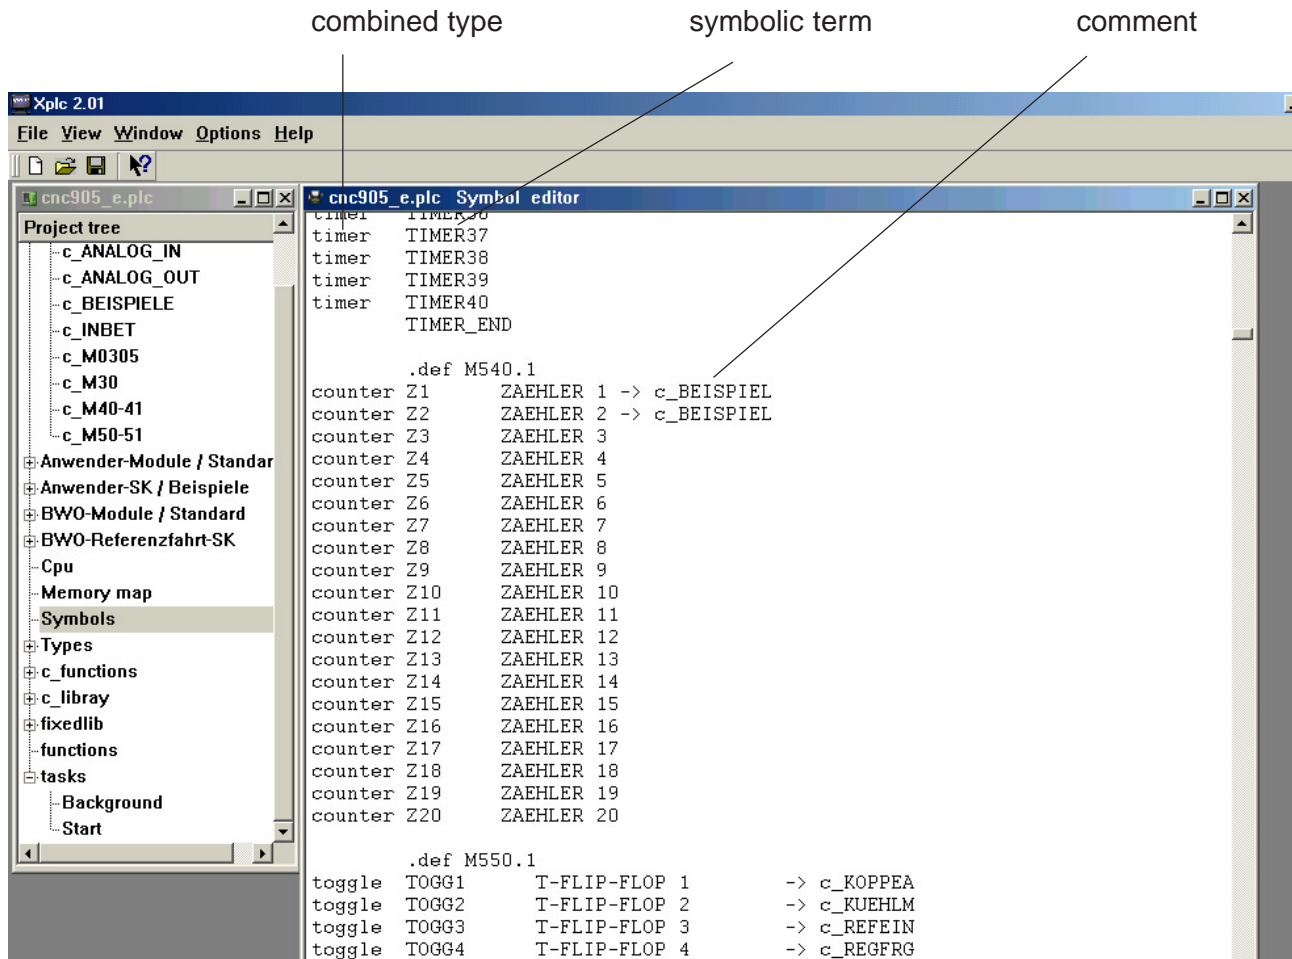 combined type symbolic term comment
Xplc 2.01
File View Window Options Help
cnc905_e.plc
Project tree
c_ANALOG_IN
c_ANALOG_OUT
c_BEISPIELE
c_INBET
c_M0305
c_M30
c_M40-41
c_M50-51
Anwender-Module / Standar
Anwender-SK / Beispiele
BWO-Module / Standard
BWO-Referenzfahrt-SK
Cpu
Memory map
Symbols
Types
c_functions
c_libray
fixedlib
functions
tasks
Background
Start
cnc905_e.plc Symbol editor
timer TIMER36
timer TIMER37
timer TIMER38
timer TIMER39
timer TIMER40
TIMER_END
.def M540.1
counter Z1 ZAEHLER 1 -> c_BEISPIEL
counter Z2 ZAEHLER 2 -> c_BEISPIEL
counter Z3 ZAEHLER 3
counter Z4 ZAEHLER 4
counter Z5 ZAEHLER 5
counter Z6 ZAEHLER 6
counter Z7 ZAEHLER 7
counter Z8 ZAEHLER 8
counter Z9 ZAEHLER 9
counter Z10 ZAEHLER 10
counter Z11 ZAEHLER 11
counter Z12 ZAEHLER 12
counter Z13 ZAEHLER 13
counter Z14 ZAEHLER 14
counter Z15 ZAEHLER 15
counter Z16 ZAEHLER 16
counter Z17 ZAEHLER 17
counter Z18 ZAEHLER 18
counter Z19 ZAEHLER 19
counter Z20 ZAEHLER 20
.def M550.1
toggle TOGG1 T-FLIP-FLOP 1 -> c_KOPPEA
toggle TOGG2 T-FLIP-FLOP 2 -> c_KUEHLM
toggle TOGG3 T-FLIP-FLOP 3 -> c_REFEIN
toggle TOGG4 T-FLIP-FLOP 4 -> c_REGFRG